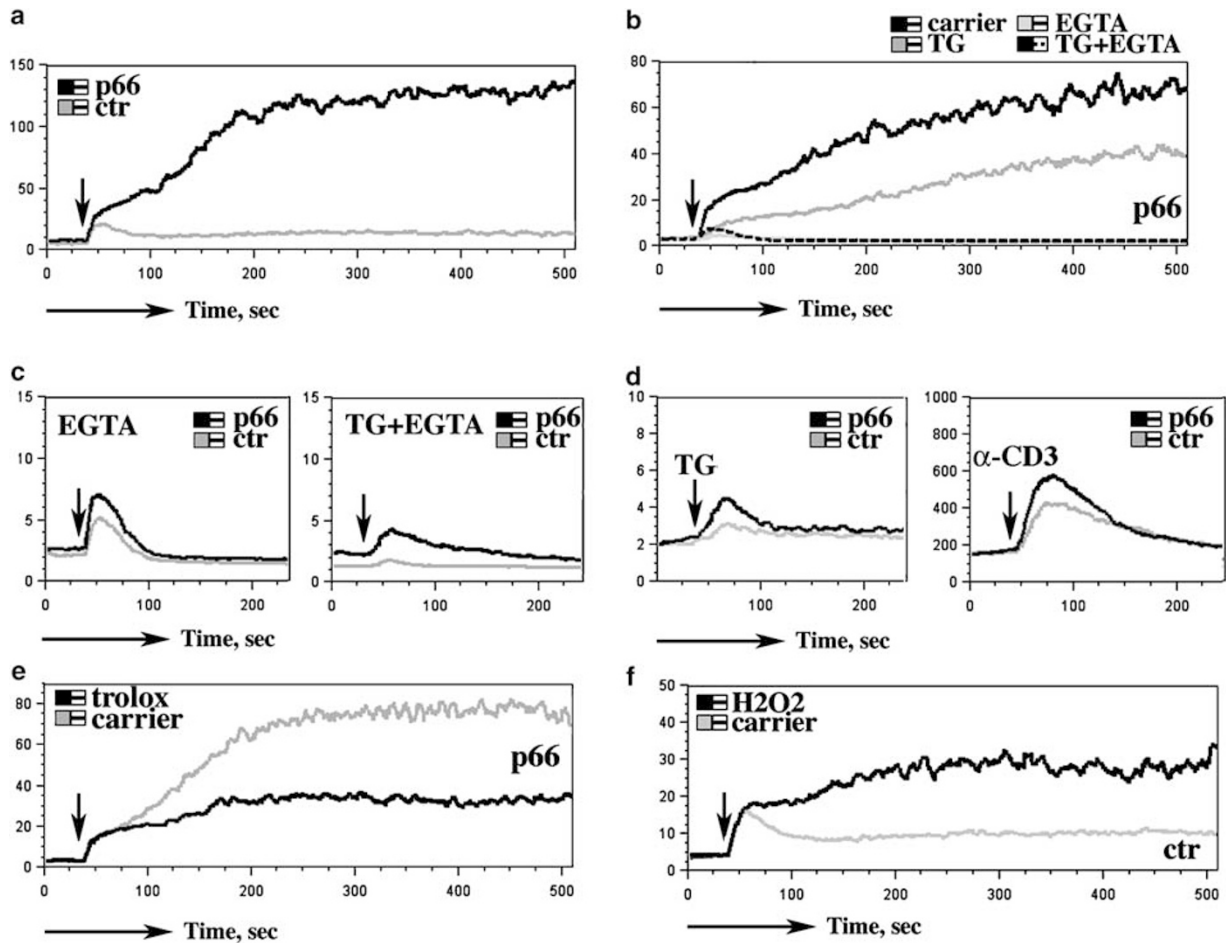 a
150
100
50
0
p66
ctr
0 100 200 300 400 500
Time, sec
b
carrier EGTA
TG TG+EGTA
80
60
40
20
0
p66
0 100 200 300 400 500
Time, sec
c
15
10
5
0
EGTA
p66
ctr
0 100 200
Time, sec
15
10
5
0
p66
TG+EGTA ctr
0 100 200
d
10
8
6
4
2
0
p66
ctr
TG
100 200
Time, sec
1000
800
600
400
200
0
p66
ctr
α-CD3
0 100 200
e
trolox
carrier
80
60
40
20
0
p66
0 100 200 300 400 500
Time, sec
f
50
40
30
20
10
0
H2O2
carrier
ctr
0 100 200 300 400 500
Time, sec